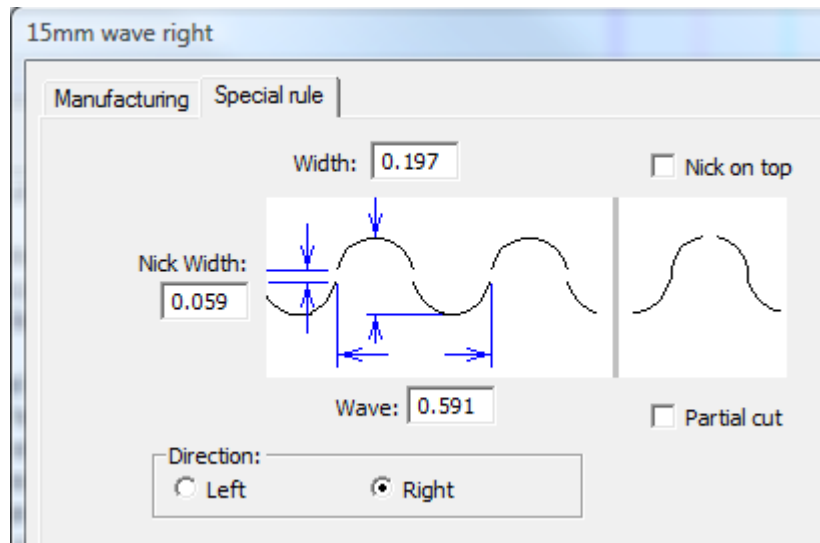 15mm wave right
Manufacturing Special rule
Width: 0.197
Nick on top
Nick Width:
0.059
Wave: 0.591
Partial cut
Direction:
Left Right